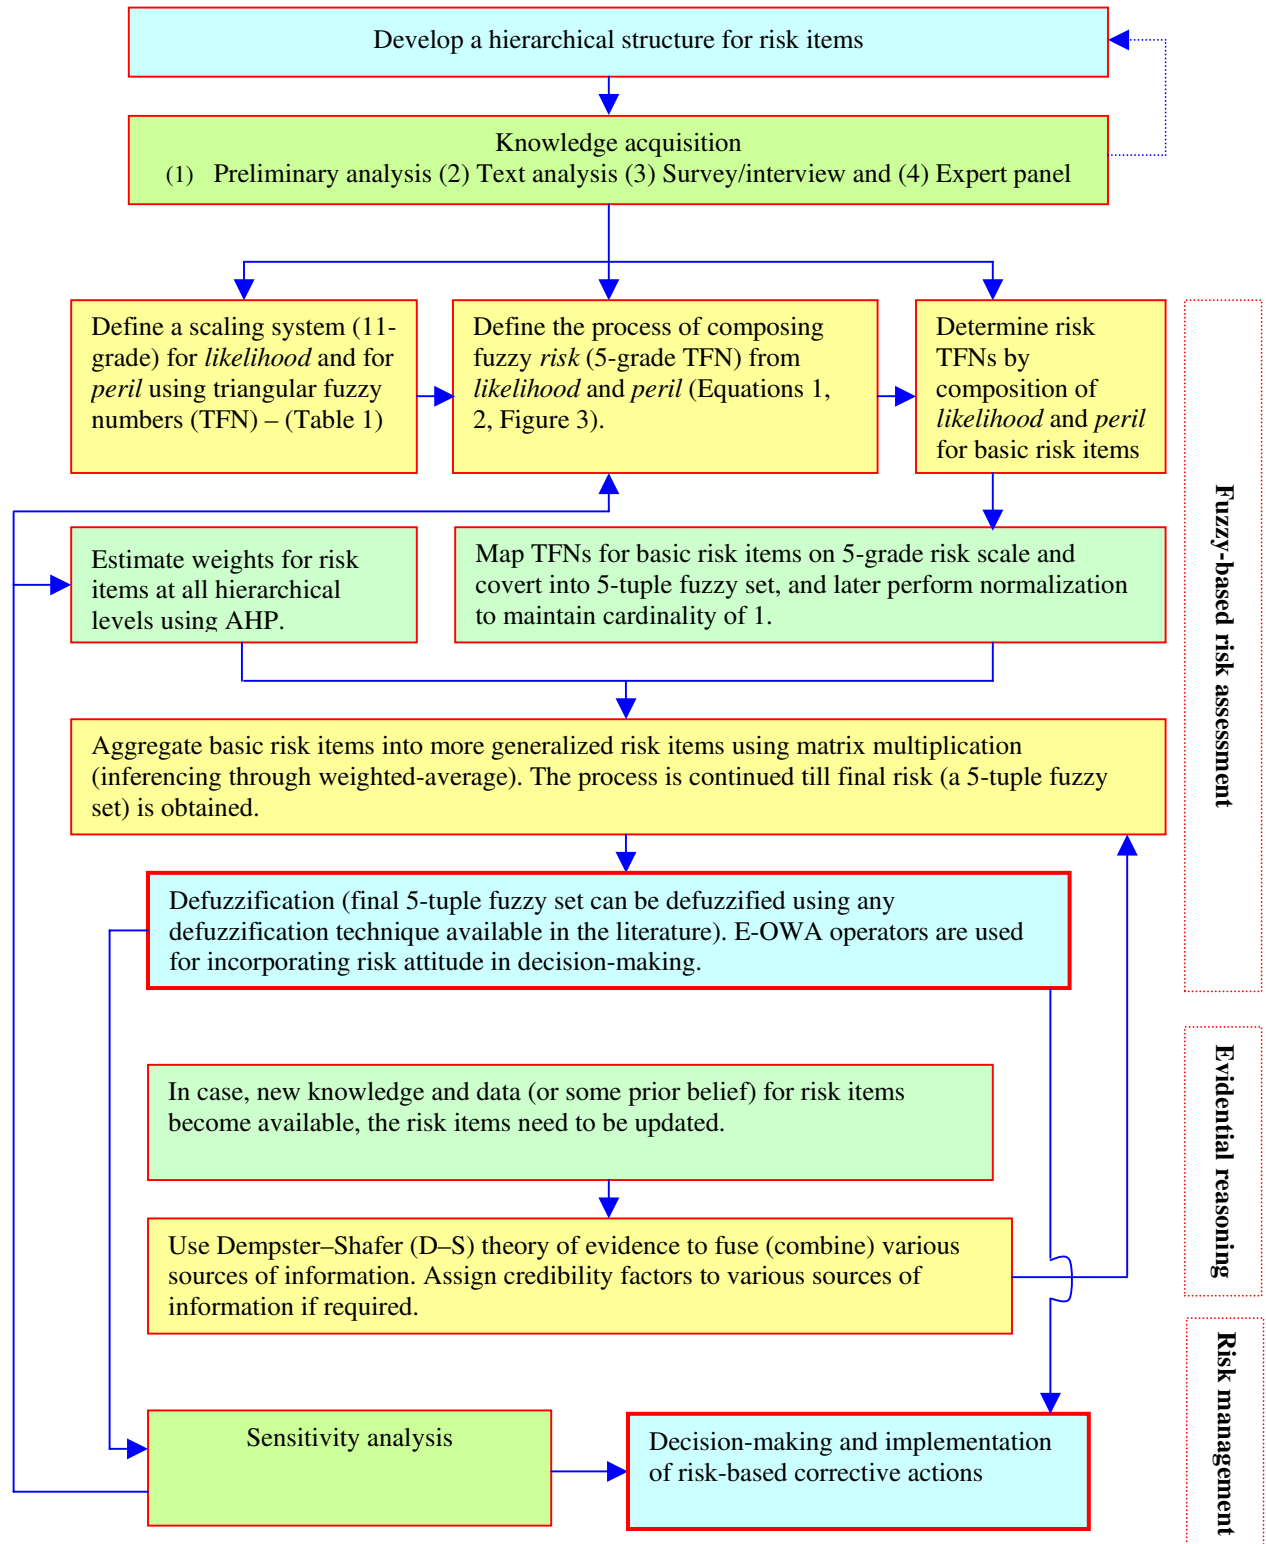 Develop a hierarchical structure for risk items
Knowledge acquisition
(1) Preliminary analysis (2) Text analysis (3) Survey/interview and (4) Expert panel
Define a scaling system (11-
grade) for likelihood and for
peril using triangular fuzzy
numbers (TFN) – (Table 1)
Define the process of composing
fuzzy risk (5-grade TFN) from
likelihood and peril (Equations 1,
2, Figure 3).
Determine risk
TFNs by
composition of
likelihood and peril
for basic risk items
Estimate weights for risk
items at all hierarchical
levels using AHP.
Map TFNs for basic risk items on 5-grade risk scale and
covert into 5-tuple fuzzy set, and later perform normalization
to maintain cardinality of 1.
Fuzzy-based risk assessment
Aggregate basic risk items into more generalized risk items using matrix multiplication
(inferencing through weighted-average). The process is continued till final risk (a 5-tuple fuzzy
set) is obtained.
Defuzzification (final 5-tuple fuzzy set can be defuzzified using any
defuzzification technique available in the literature). E-OWA operators are used
for incorporating risk attitude in decision-making.
In case, new knowledge and data (or some prior belief) for risk items
become available, the risk items need to be updated.
Use Dempster–Shafer (D–S) theory of evidence to fuse (combine) various
sources of information. Assign credibility factors to various sources of
information if required.
Evidential reasoning
Sensitivity analysis
Decision-making and implementation
of risk-based corrective actions
Risk management